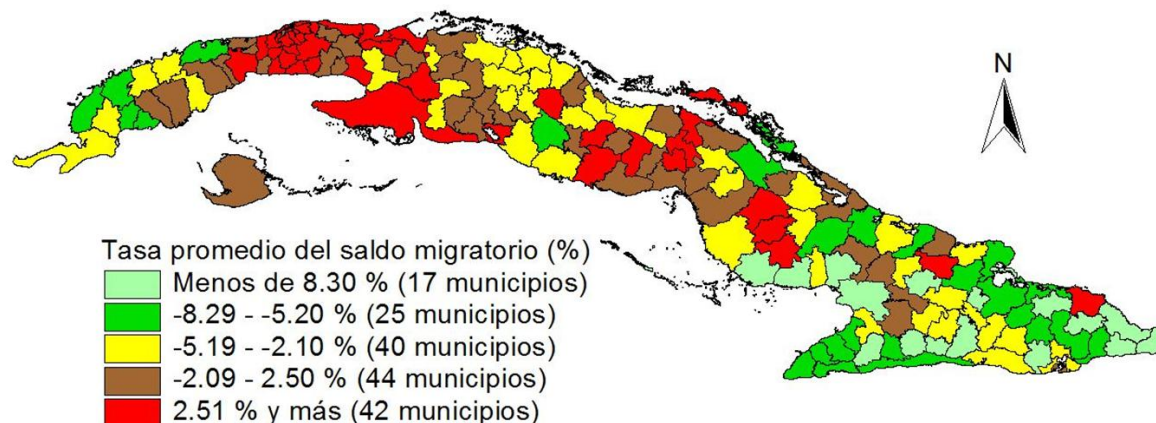 N
Tasa promedio del saldo migratorio (%)
Menos de 8.30 % (17 municipios)
-8.29 - -5.20 % (25 municipios)
-5.19 - -2.10 % (40 municipios)
-2.09 - 2.50 % (44 municipios)
2.51 % y más (42 municipios)